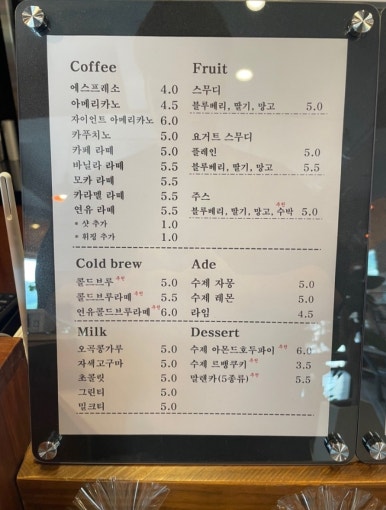 Coffee
에스프레소 4.0
아메리카노 4.5
자이언트 아메리카노 6.0
카푸치노 5.0
카페 라떼 5.0
바닐라 라떼 5.5
모카 라떼 5.5
카라멜 라떼 5.5
연유 라떼 5.5
* 샷 추가 1.0
* 휘핑 추가 1.0
Fruit
스무디
블루베리, 딸기, 망고 5.0
요거트 스무디
플레인 5.0
블루베리, 딸기, 망고 5.5
주스
블루베리, 딸기, 망고, 수박 5.0
Cold brew
콜드브루 5.0
콜드브루라떼 5.5
연유콜드브루라떼 6.0
Ade
수제 자몽 5.0
수제 레몬 5.0
라임 4.5
Milk
오곡콩가루 5.0
자색고구마 5.0
초콜릿 5.0
그린티 5.0
밀크티 5.0
Dessert
수제 아몬드호두파이 6.0
수제 르뱅쿠키 3.5
말렌카(5종류) 5.5